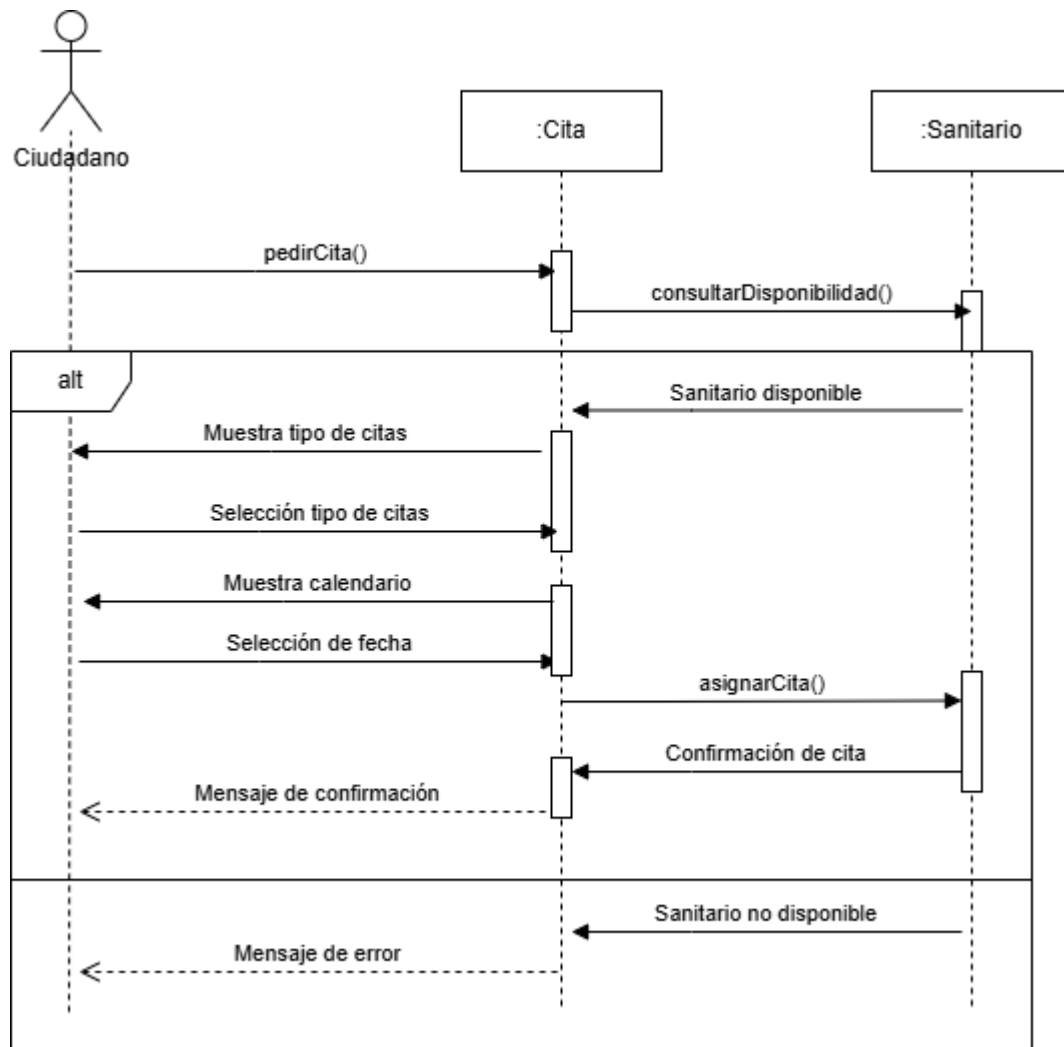 Ciudadano
:Cita
:Sanitario
pedirCita()
consultarDisponibilidad()
alt
Sanitario disponible
Muestra tipo de citas
Selección tipo de citas
Muestra calendario
Selección de fecha
asignarCita()
Confirmación de cita
Mensaje de confirmación
Sanitario no disponible
Mensaje de error